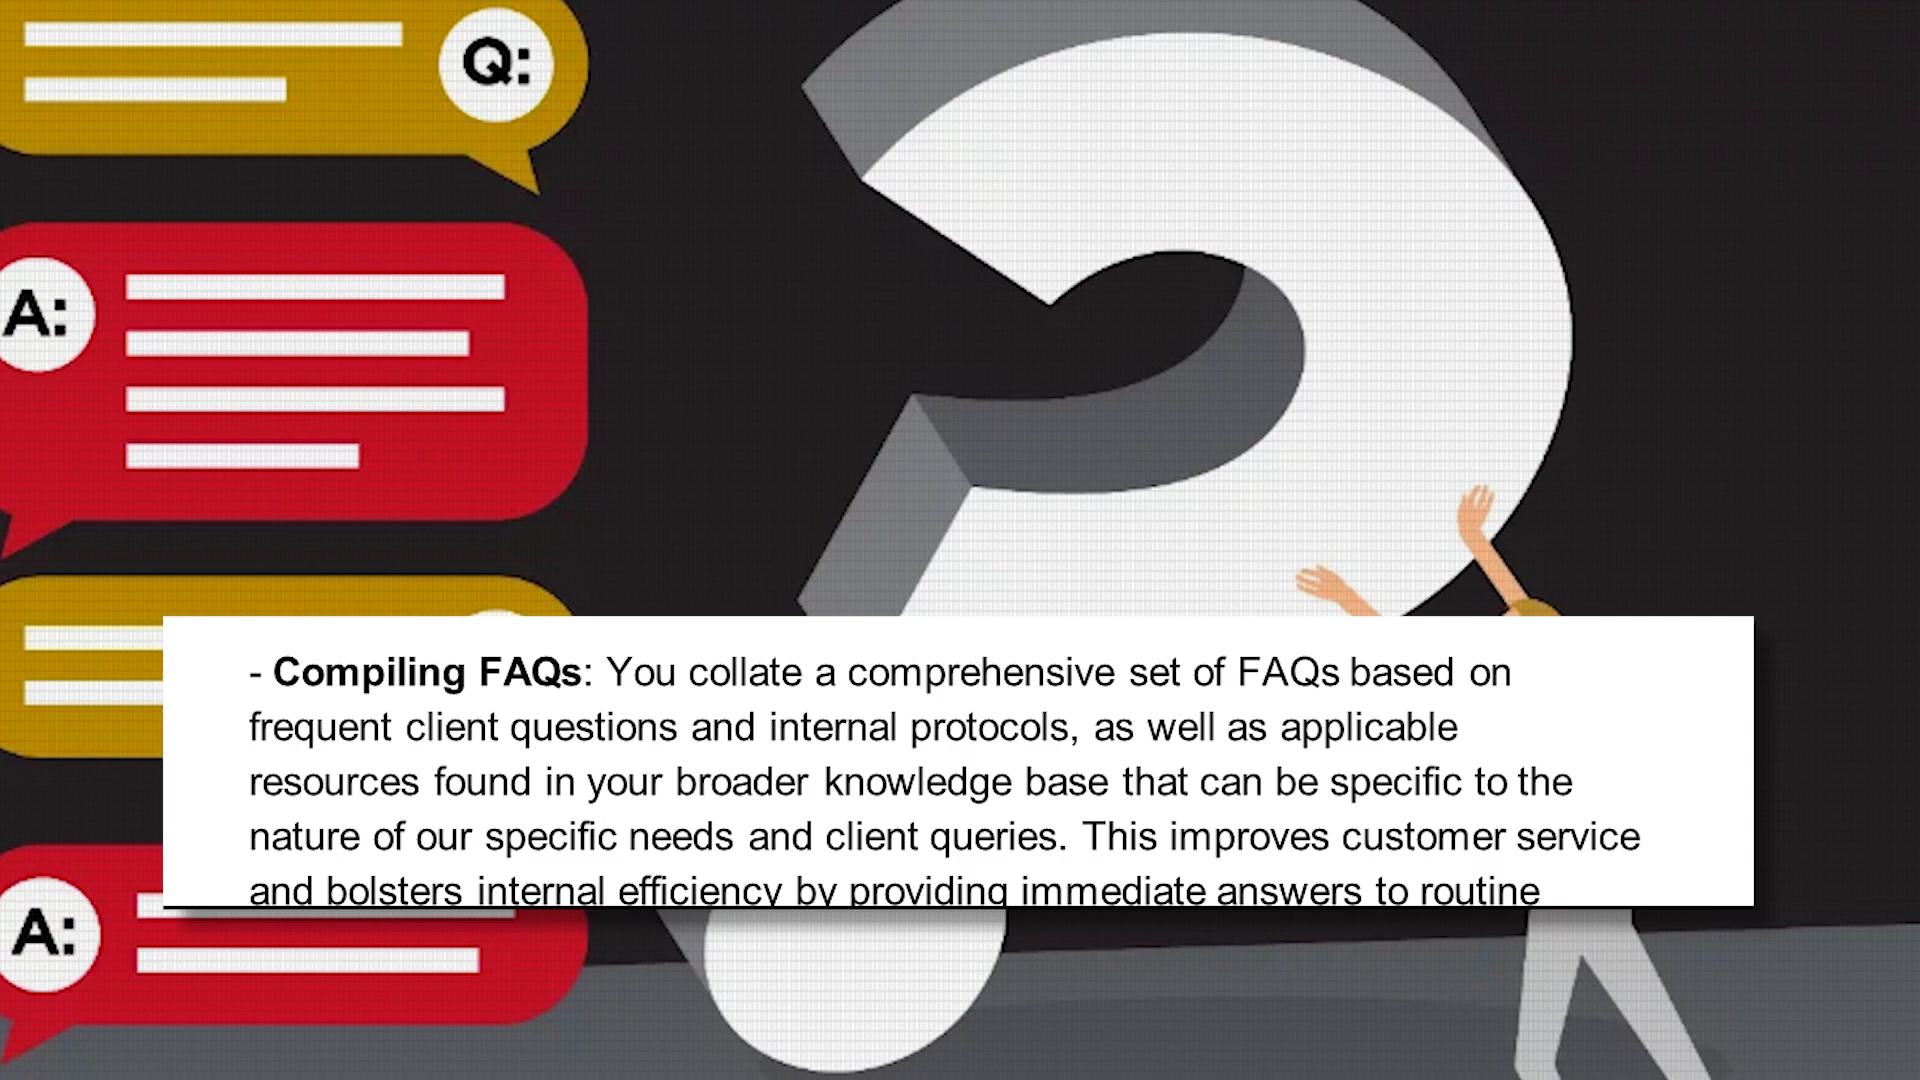 Q:
A:
- Compiling FAQs: You collate a comprehensive set of FAQs based on
frequent client questions and internal protocols, as well as applicable
resources found in your broader knowledge base that can be specific to the
nature of our specific needs and client queries. This improves customer service
and bolsters internal efficiency by providing immediate answers to routine
A: